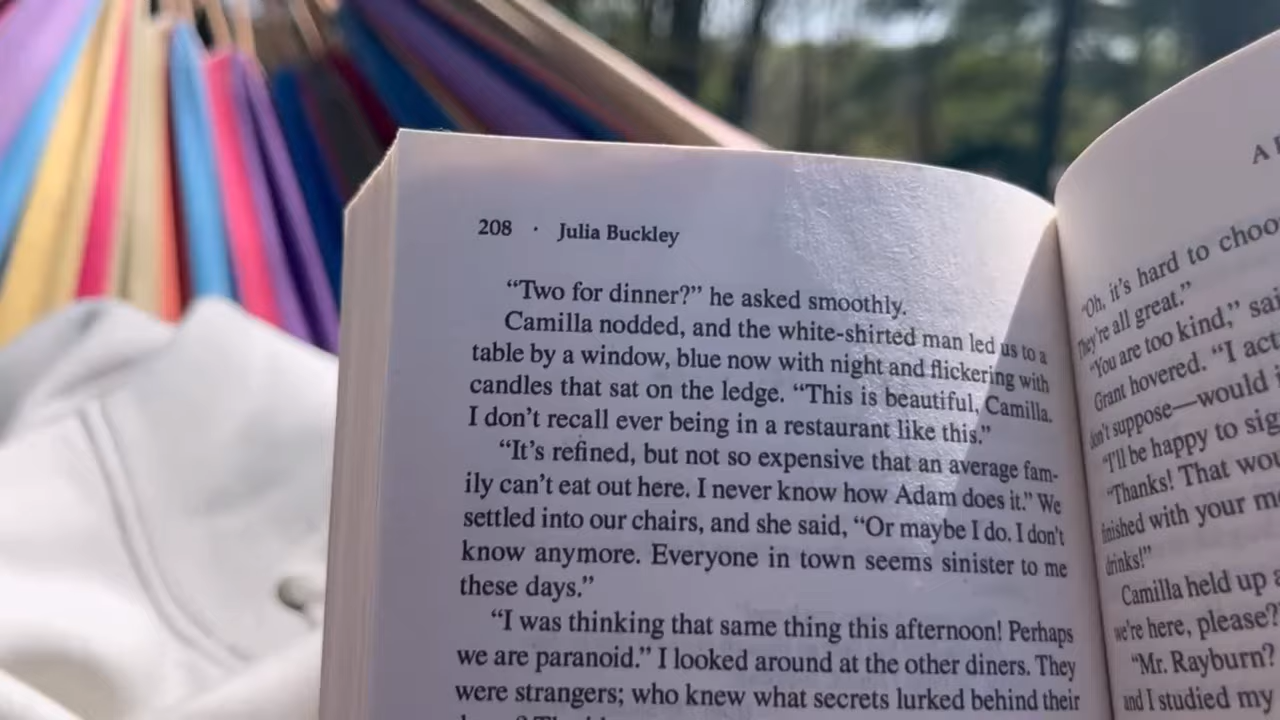 208 · Julia Buckley
“Two for dinner?” he asked smoothly.
Camilla nodded, and the white-shirted man led us to a
table by a window, blue now with night and flickering with
candles that sat on the ledge. “This is beautiful, Camilla.
I don’t recall ever being in a restaurant like this.”
“It’s refined, but not so expensive that an average fam-
ily can’t eat out here. I never know how Adam does it.” We
settled into our chairs, and she said, “Or maybe I do. I don’t
know anymore. Everyone in town seems sinister to me
these days.”
“I was thinking that same thing this afternoon! Perhaps
we are paranoid.” I looked around at the other diners. They
were strangers; who knew what secrets lurked behind their
A
“Oh, it’s hard to choo
They’re all great.”
“You are too kind,” sai
Grant hovered. “I act
don’t suppose—would i
“I’ll be happy to sig
“Thanks! That wou
finished with your m
drinks!”
Camilla held up a
we’re here, please?
“Mr. Rayburn?
and I studied my